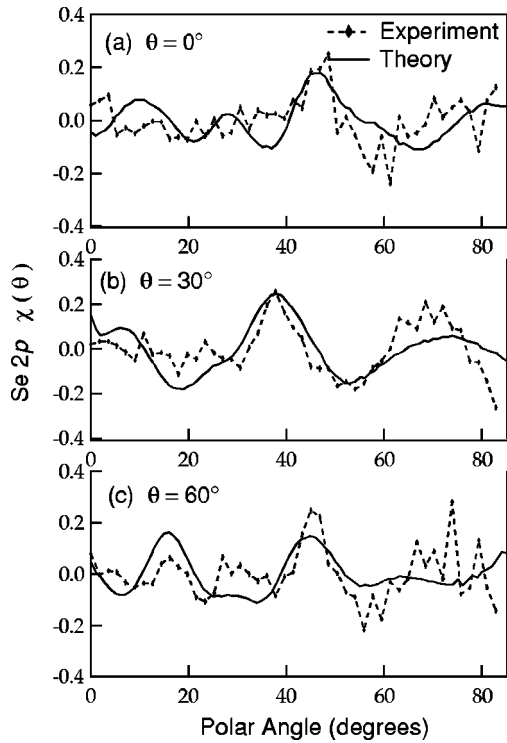 (a) θ = 0°
Experiment
Theory
0.4
0.2
0.0
-0.2
-0.4
0 20 40 60 80
(b) θ = 30°
0.4
0.2
0.0
-0.2
-0.4
0 20 40 60 80
(c) θ = 60°
0.4
0.2
0.0
-0.2
-0.4
0 20 40 60 80
Se 2p χ(θ)
Polar Angle (degrees)